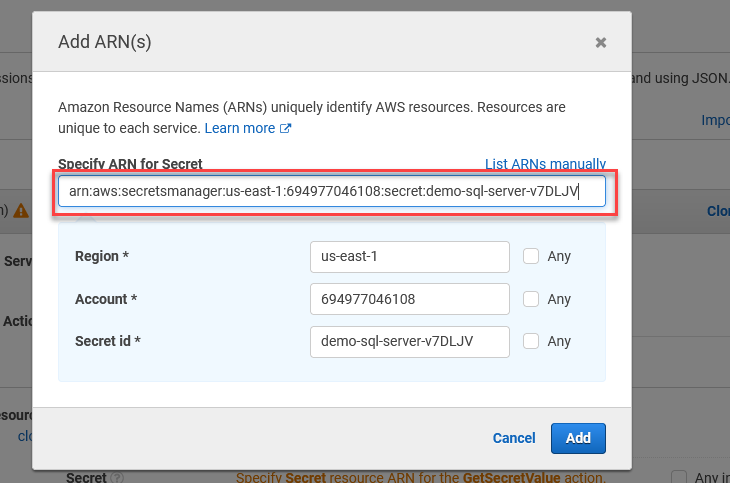 Add ARN(s)
ssions
and using JSON.
Amazon Resource Names (ARNs) uniquely identify AWS resources. Resources are
unique to each service. Learn more
Impo
Specify ARN for Secret
List ARNs manually
arn:aws:secretsmanager:us-east-1:694977046108:secret:demo-sql-server-v7DLJV
n)
Clon
Region *
us-east-1
Any
Serv
Account *
694977046108
Any
Actio
Secret id *
demo-sql-server-v7DLJV
Any
esour
clo
Cancel
Add
Secret
Specify Secret resource ARN for the GetSecretValue action.
Any in